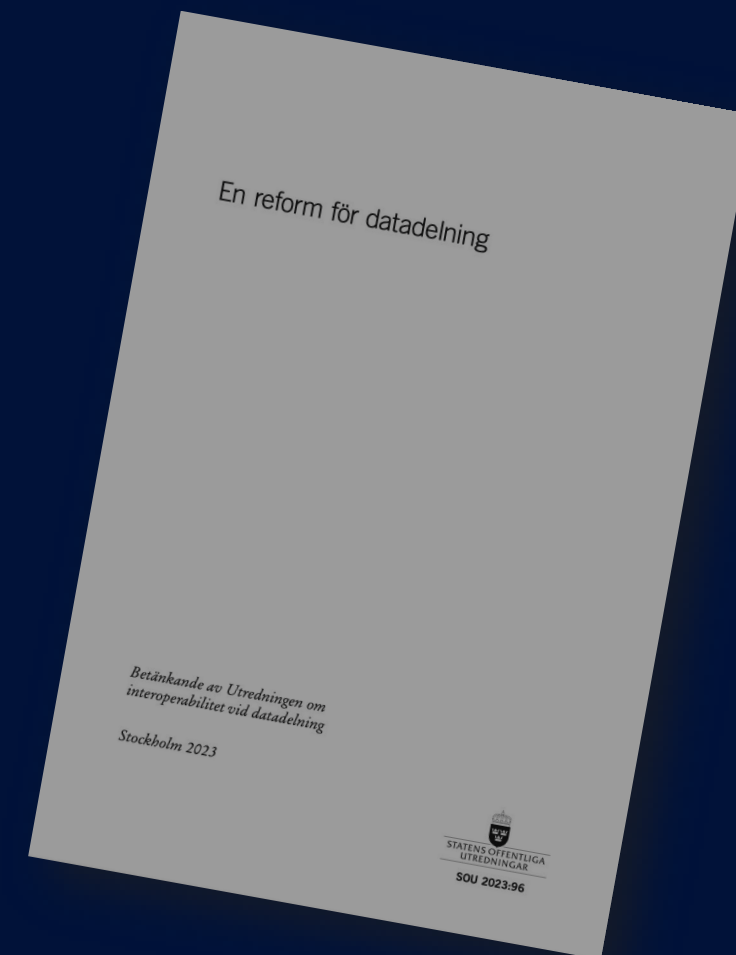 En reform för datadelning
Betänkande av Utredningen om
interoperabilitet vid datadelning
Stockholm 2023
STATENS OFFENTLIGA
UTREDNINGAR
SOU 2023:96